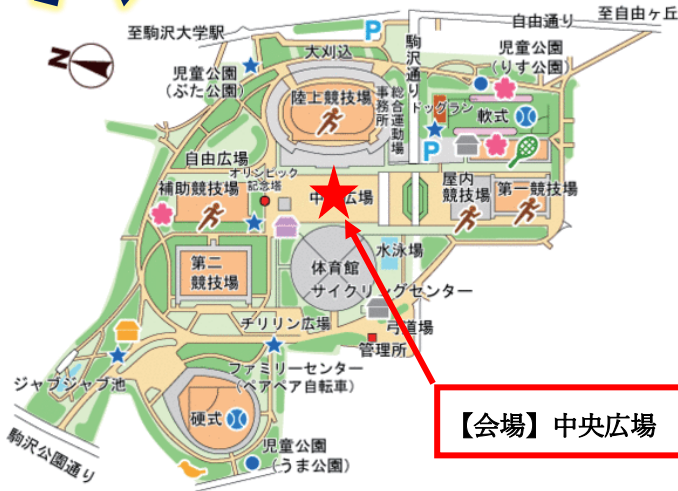 至自由ヶ丘
自由通り
至駒沢大学駅
P
駒沢通り
大刈込
児童公園
(りす公園)
N
児童公園
(ぶた公園)
陸上競技場
総合運動場
事務所
ドッグラン
軟式
P
自由広場
オリンピック
記念塔
補助競技場
中央広場
屋内
競技場
第一競技場
水泳場
第二
競技場
体育館
サイクリングセンター
チリリン広場
弓道場
管理所
ファミリーセンター
(ペアペア自転車)
ジャブジャブ池
硬式
【会場】中央広場
駒沢公園通り
児童公園
(うま公園)